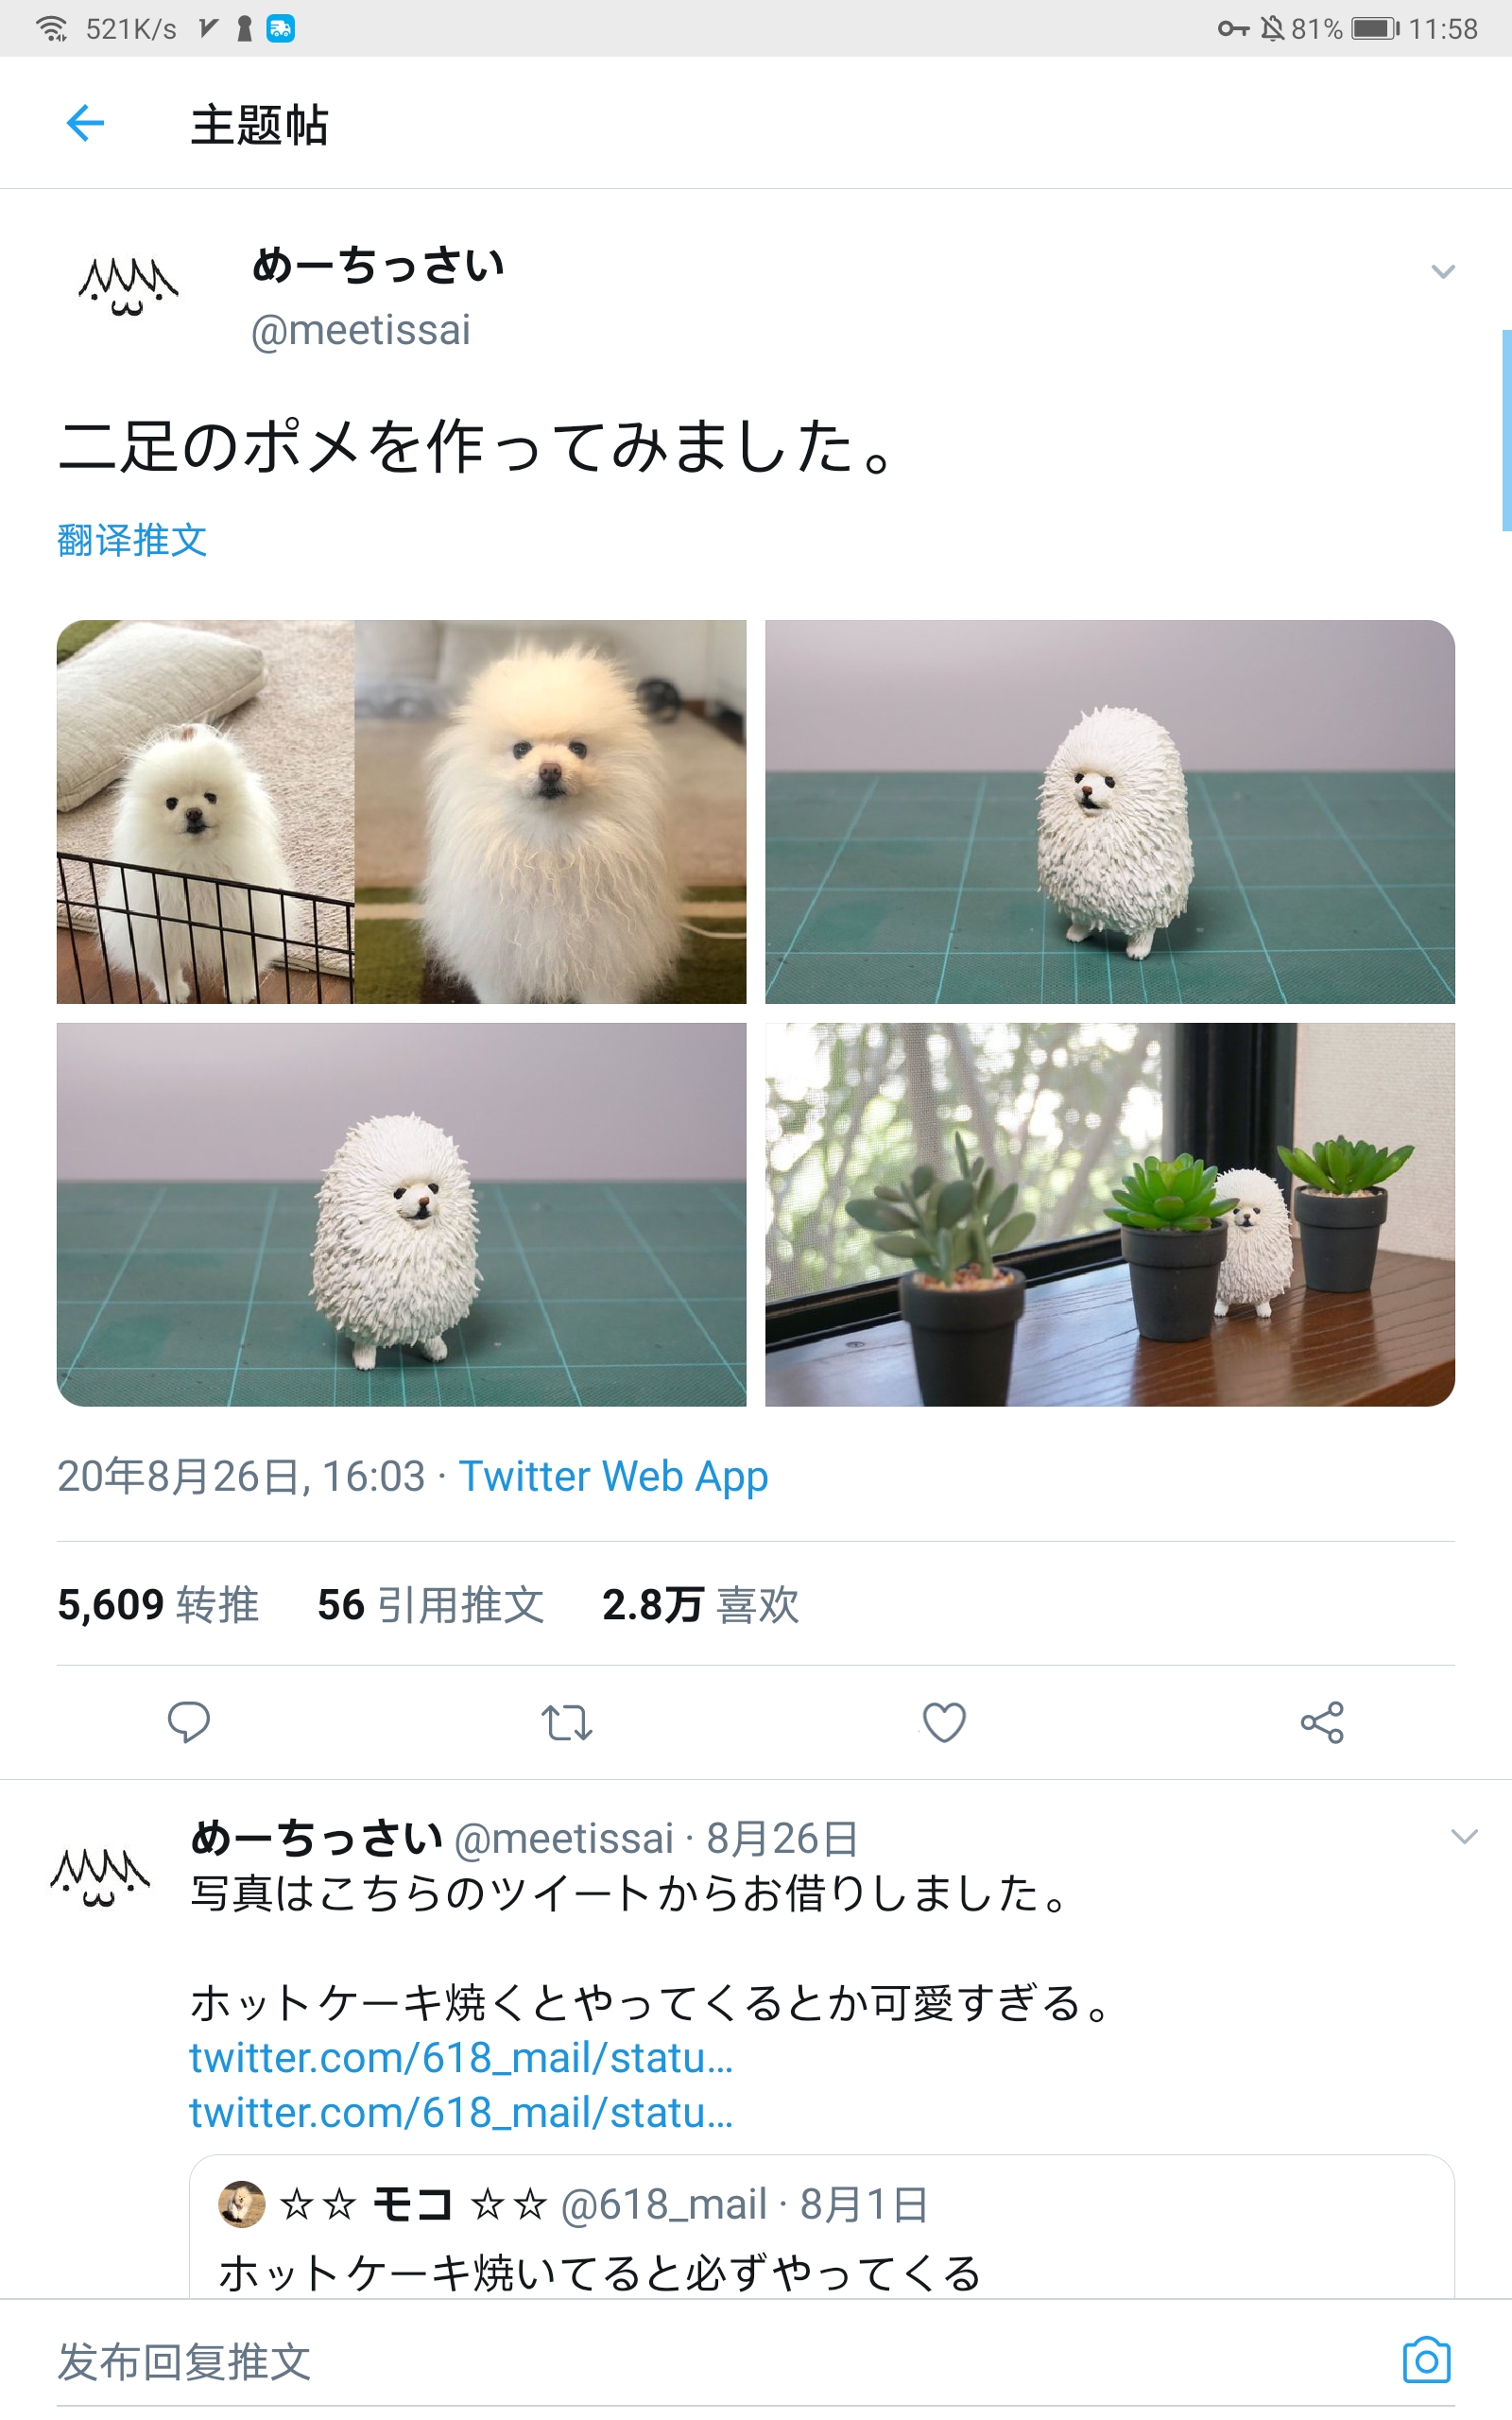 521K/s
81% 11:58
主题帖
めーちっさい
@meetissai
二足のポメを作ってみました。
翻译推文
20年8月26日, 16:03 · Twitter Web App
5,609 转推 56 引用推文 2.8万 喜欢
めーちっさい @meetissai · 8月26日
写真はこちらのツイートからお借りしました。
ホットケーキ焼くとやってくるとか可愛すぎる。
twitter.com/618_mail/statu…
twitter.com/618_mail/statu…
☆☆ モコ ☆☆ @618_mail · 8月1日
ホットケーキ焼いてると必ずやってくる
发布回复推文